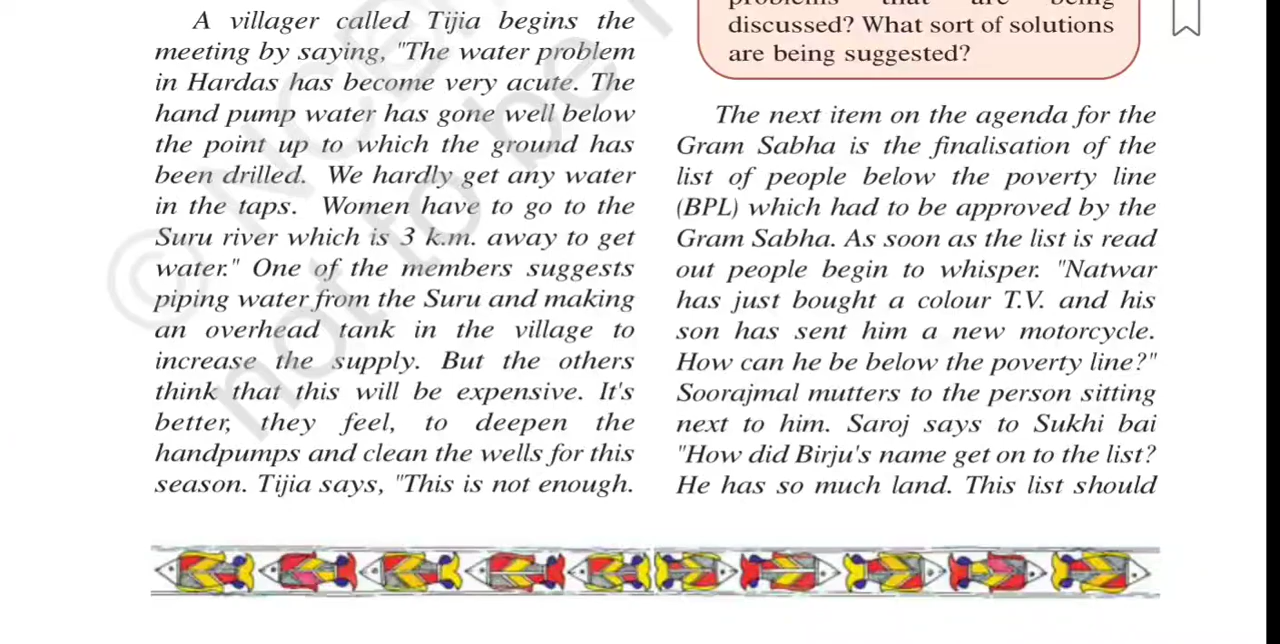 A villager called Tijia begins the
meeting by saying, "The water problem
in Hardas has become very acute. The
hand pump water has gone well below
the point up to which the ground has
been drilled. We hardly get any water
in the taps. Women have to go to the
Suru river which is 3 k.m. away to get
water." One of the members suggests
piping water from the Suru and making
an overhead tank in the village to
increase the supply. But the others
think that this will be expensive. It's
better, they feel, to deepen the
handpumps and clean the wells for this
season. Tijia says, "This is not enough.
problems that are being
discussed? What sort of solutions
are being suggested?
The next item on the agenda for the
Gram Sabha is the finalisation of the
list of people below the poverty line
(BPL) which had to be approved by the
Gram Sabha. As soon as the list is read
out people begin to whisper. "Natwar
has just bought a colour T.V. and his
son has sent him a new motorcycle.
How can he be below the poverty line?"
Soorajmal mutters to the person sitting
next to him. Saroj says to Sukhi bai
"How did Birju's name get on to the list?
He has so much land. This list should
© NCE
not to be